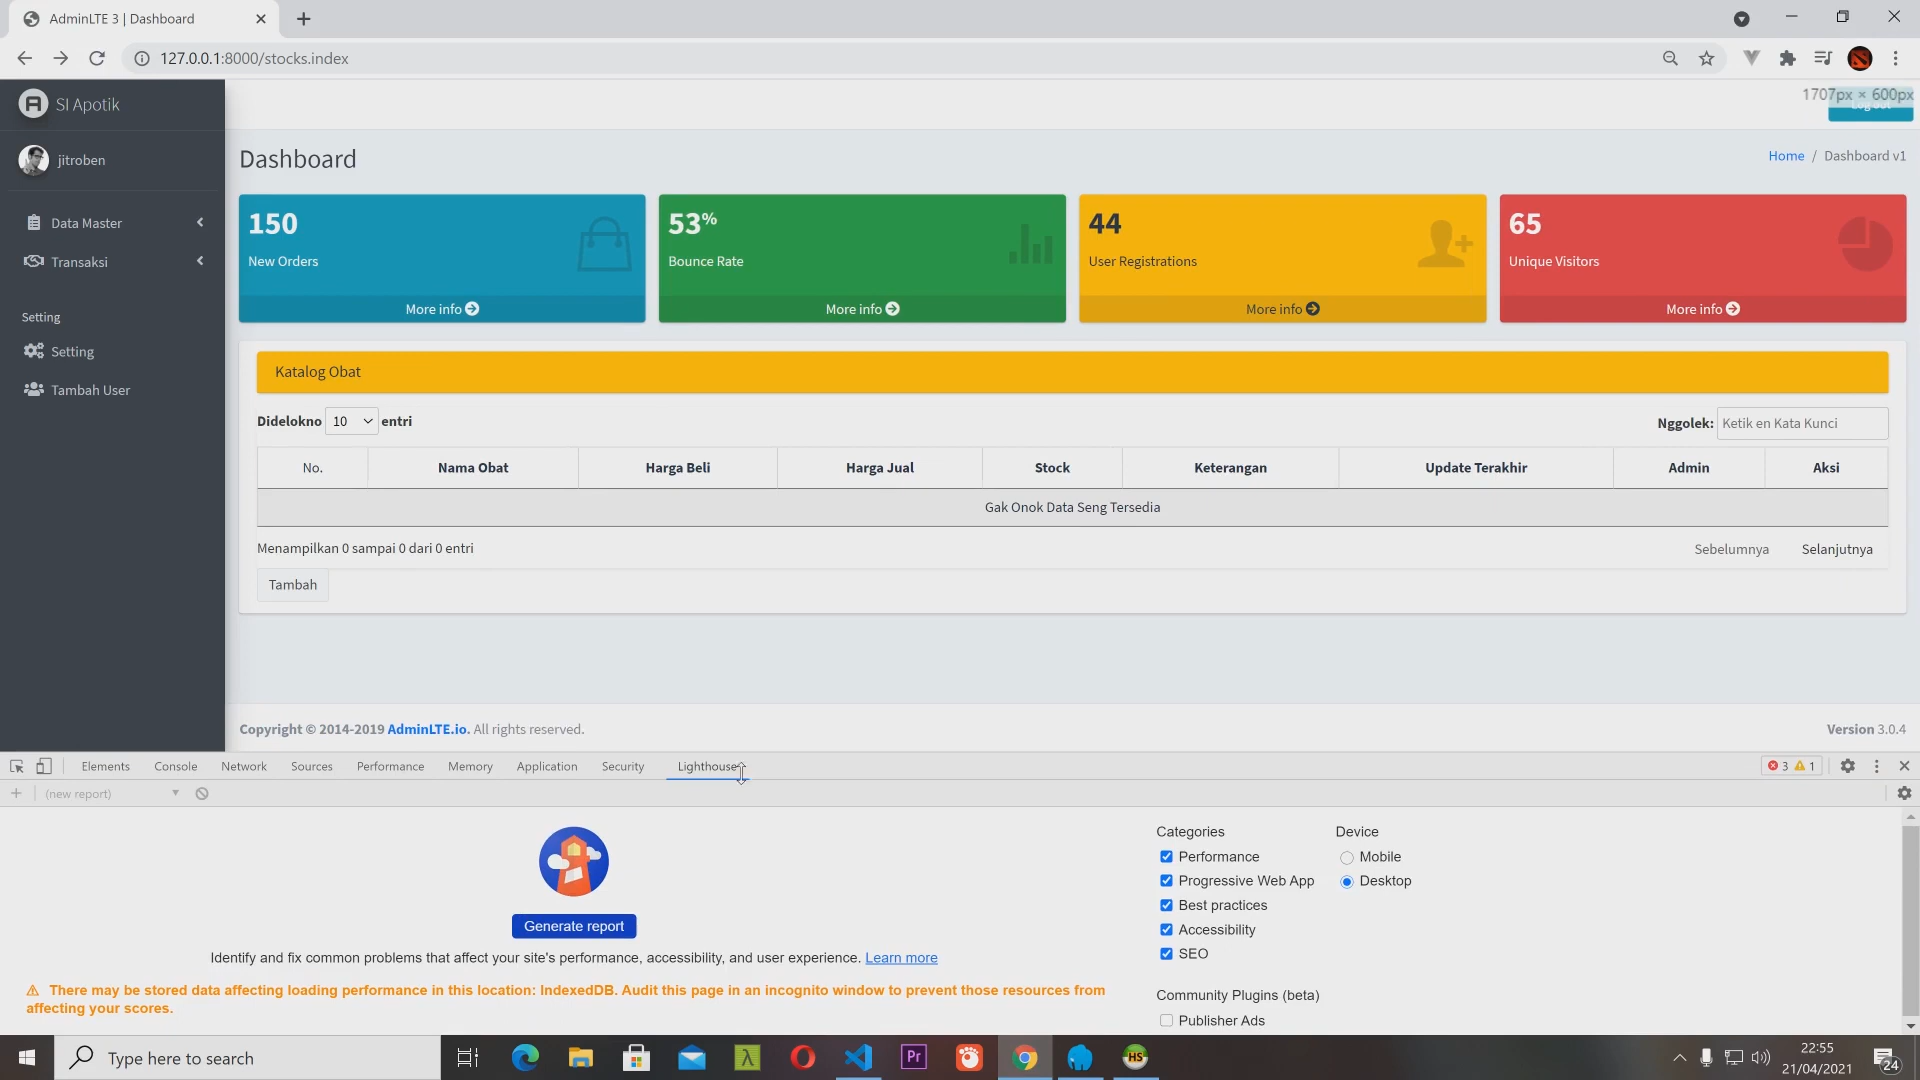 AdminLTE 3 | Dashboard
127.0.0.1:8000/stocks.index
SI Apotik
1707px × 600px
jitroben
Data Master
Transaksi
Setting
Setting
Tambah User
Dashboard
Home / Dashboard v1
150
New Orders
More info
53%
Bounce Rate
More info
44
User Registrations
More info
65
Unique Visitors
More info
Katalog Obat
Didelokno 10 entri
Nggolek: Ketik en Kata Kunci
No. Nama Obat Harga Beli Harga Jual Stock Keterangan Update Terakhir Admin Aksi
Gak Onok Data Seng Tersedia
Menampilkan 0 sampai 0 dari 0 entri
Sebelumnya Selanjutnya
Tambah
Copyright © 2014-2019 AdminLTE.io. All rights reserved.
Version 3.0.4
Elements Console Network Sources Performance Memory Application Security Lighthouse
3 1
(new report)
Generate report
Identify and fix common problems that affect your site's performance, accessibility, and user experience. Learn more
There may be stored data affecting loading performance in this location: IndexedDB. Audit this page in an incognito window to prevent those resources from
affecting your scores.
Categories
Performance
Progressive Web App
Best practices
Accessibility
SEO
Device
Mobile
Desktop
Community Plugins (beta)
Publisher Ads
Type here to search
Pr
HS
22:55
21/04/2021
24